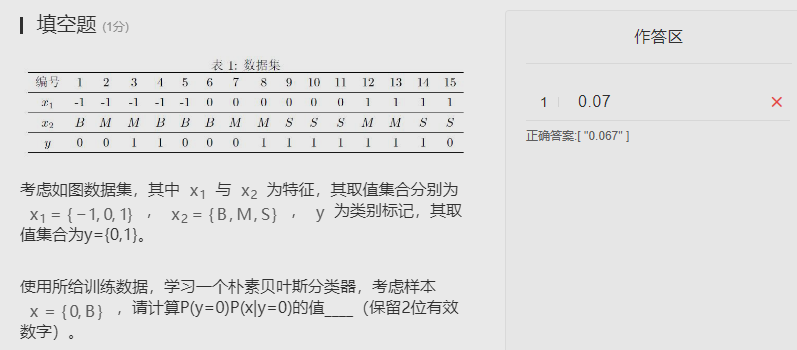 填空题 (1分)
表 1: 数据集
编号 1 2 3 4 5 6 7 8 9 10 11 12 13 14 15
x₁ -1 -1 -1 -1 -1 0 0 0 0 0 0 1 1 1 1
x₂ B M M B B B M M S S S M M S S
y 0 0 1 1 0 0 0 1 1 1 1 1 1 1 0
考虑如图数据集，其中 x₁ 与 x₂ 为特征，其取值集合分别为
x₁ = { −1, 0, 1 } ， x₂ = { B, M, S } ， y 为类别标记，其取
值集合为y={0,1}。
使用所给训练数据，学习一个朴素贝叶斯分类器，考虑样本
x = { 0, B } ，请计算P(y=0)P(x|y=0)的值____（保留2位有效
数字）。
作答区
1 0.07 ×
正确答案:[ "0.067" ]